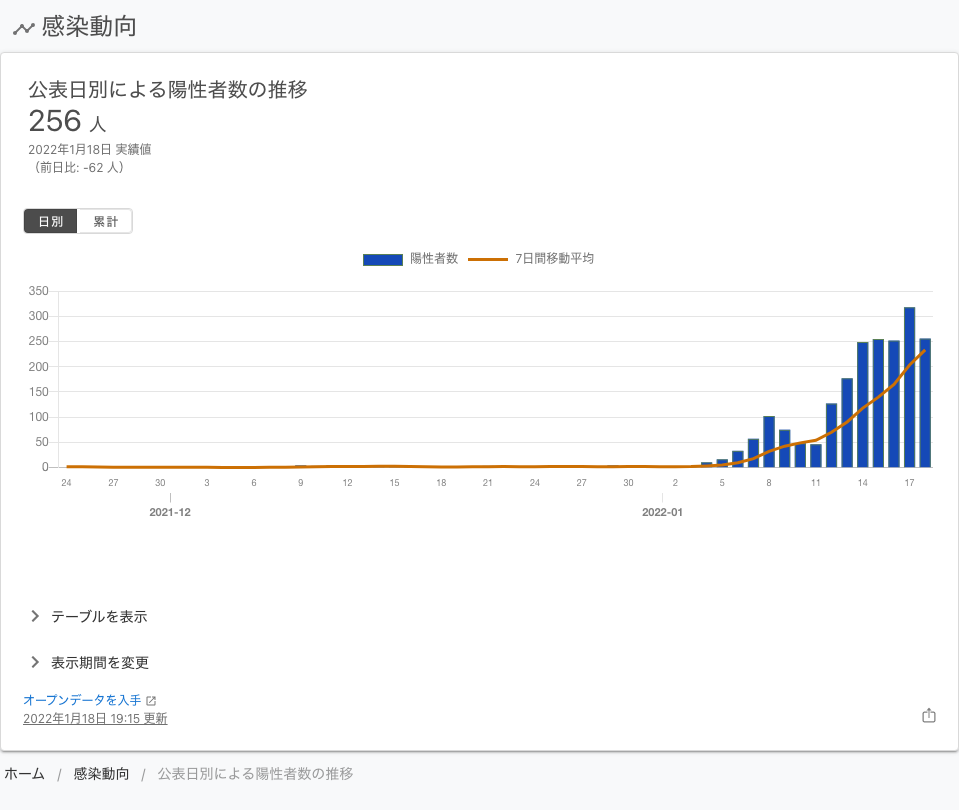 感染動向
公表日別による陽性者数の推移
256 人
2022年1月18日 実績値
（前日比: -62 人）
日別 累計
陽性者数 7日間移動平均
350
300
250
200
150
100
50
0
24 27 30 3 6 9 12 15 18 21 24 27 30 2 5 8 11 14 17
2021-12 2022-01
テーブルを表示
表示期間を変更
オープンデータを入手
2022年1月18日 19:15 更新
ホーム / 感染動向 / 公表日別による陽性者数の推移